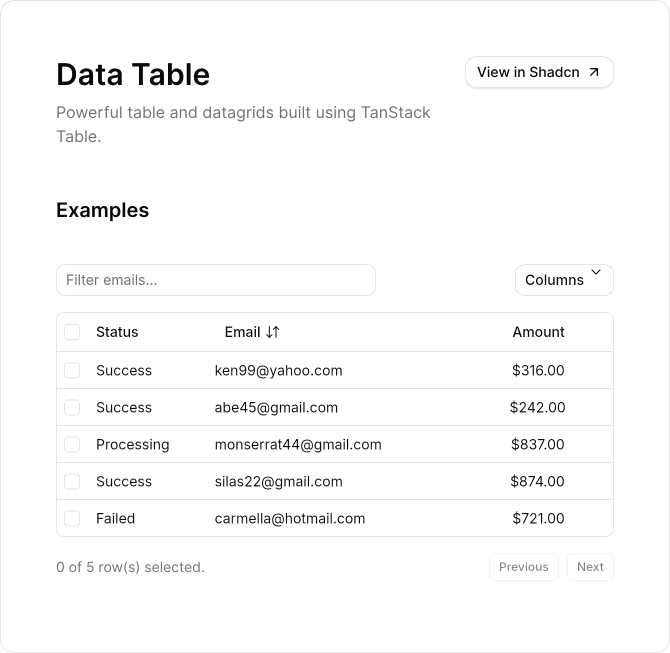 Data Table
View in Shadcn
Powerful table and datagrids built using TanStack
Table.
Examples
Filter emails...
Columns
Status Email Amount
Success ken99@yahoo.com $316.00
Success abe45@gmail.com $242.00
Processing monserrat44@gmail.com $837.00
Success silas22@gmail.com $874.00
Failed carmella@hotmail.com $721.00
0 of 5 row(s) selected.
Previous Next